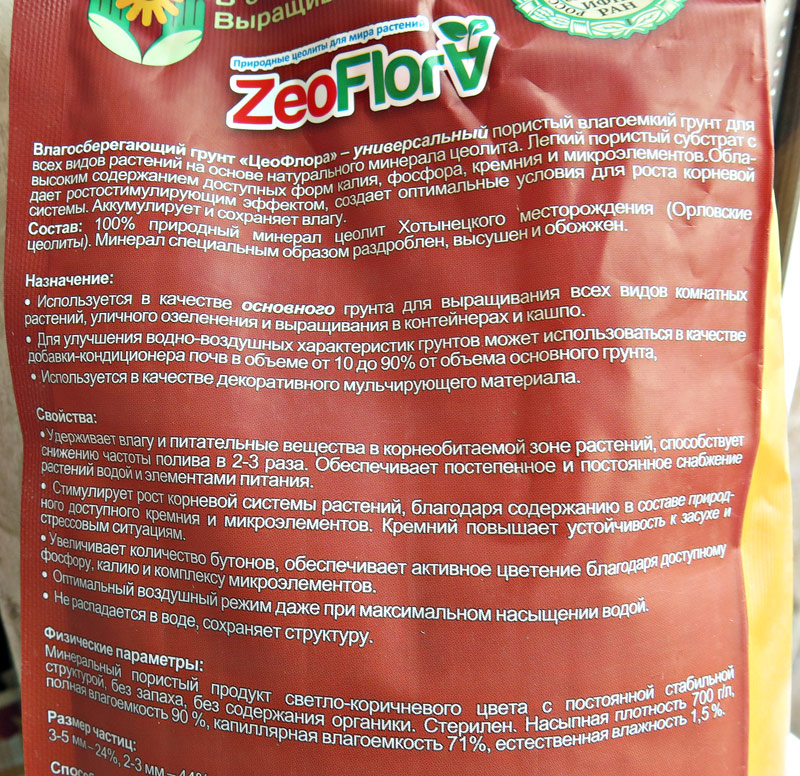 Выращив
Природные цеолиты для мира растений
ZeoFlora
Влагосберегающий грунт «ЦеоФлора» – универсальный пористый влагоемкий грунт для
всех видов растений на основе натурального минерала цеолита. Легкий пористый субстрат с
высоким содержанием доступных форм калия, фосфора, кремния и микроэлементов.Обла-
дает ростостимулирующим эффектом, создает оптимальные условия для роста корневой
системы. Аккумулирует и сохраняет влагу.
Состав: 100% природный минерал цеолит Хотынецкого месторождения (Орловские
цеолиты). Минерал специальным образом раздроблен, высушен и обожжен.
Назначение:
• Используется в качестве основного грунта для выращивания всех видов комнатных
растений, уличного озеленения и выращивания в контейнерах и кашпо.
• Для улучшения водно-воздушных характеристик грунтов может использоваться в качестве
добавки-кондиционера почв в объеме от 10 до 90% от объема основного грунта,
• Используется в качестве декоративного мульчирующего материала.
Свойства:
• Удерживает влагу и питательные вещества в корнеобитаемой зоне растений, способствует
снижению частоты полива в 2-3 раза. Обеспечивает постепенное и постоянное снабжение
растений водой и элементами питания.
• Стимулирует рост корневой системы растений, благодаря содержанию в составе природ-
ного доступного кремния и микроэлементов. Кремний повышает устойчивость к засухе и
стрессовым ситуациям.
• Увеличивает количество бутонов, обеспечивает активное цветение благодаря доступному
фосфору, калию и комплексу микроэлементов.
• Оптимальный воздушный режим даже при максимальном насыщении водой.
• Не распадается в воде, сохраняет структуру.
Физические параметры:
Минеральный пористый продукт светло-коричневого цвета с постоянной стабильной
структурой, без запаха, без содержания органики. Стерилен. Насыпная плотность 700 г/л,
полная влагоемкость 90 %, капиллярная влагоемкость 71%, естественная влажность 1,5 %.
Размер частиц:
3-5 мм – 24%, 2-3 мм –